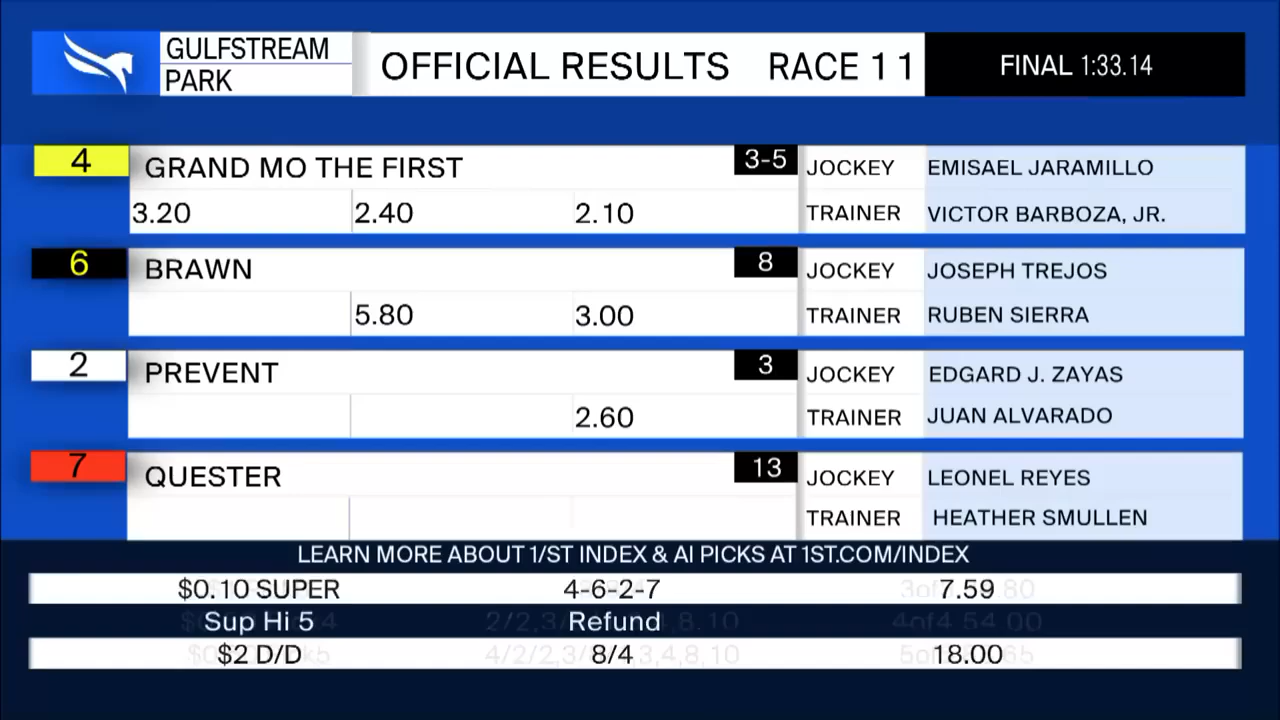 GULFSTREAM PARK OFFICIAL RESULTS RACE 11 FINAL 1:33.14
4 GRAND MO THE FIRST 3-5 JOCKEY EMISAEL JARAMILLO
3.20 2.40 2.10 TRAINER VICTOR BARBOZA, JR.
6 BRAWN 8 JOCKEY JOSEPH TREJOS
5.80 3.00 TRAINER RUBEN SIERRA
2 PREVENT 3 JOCKEY EDGARD J. ZAYAS
2.60 TRAINER JUAN ALVARADO
7 QUESTER 13 JOCKEY LEONEL REYES
TRAINER HEATHER SMULLEN
LEARN MORE ABOUT 1/ST INDEX & AI PICKS AT 1ST.COM/INDEX
$0.10 SUPER 4-6-2-7 7.59
Sup Hi 5 Refund
$2 D/D 8/4 18.00